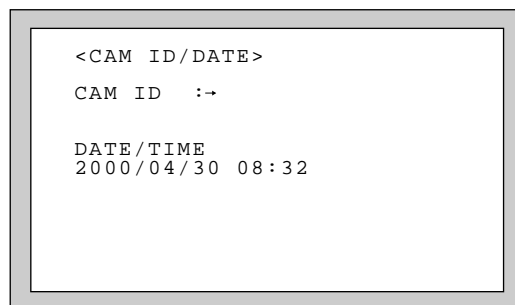 <CAM ID/DATE>
CAM ID :→
DATE/TIME
2000/04/30 08:32